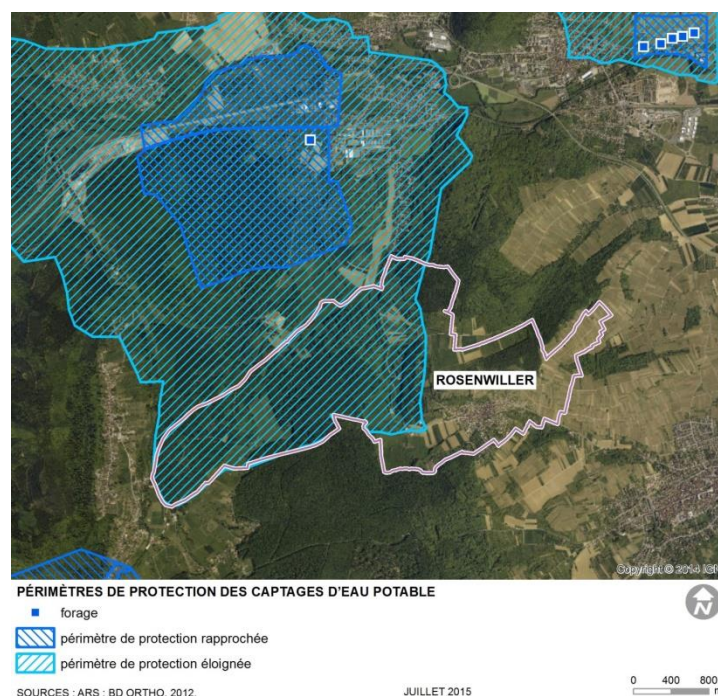 ROSENWILLER
Copyright © 2014 IGN
PÉRIMÈTRES DE PROTECTION DES CAPTAGES D'EAU POTABLE
forage
périmètre de protection rapprochée
périmètre de protection éloignée
N
SOURCES : ARS ; BD ORTHO, 2012.
JUILLET 2015
0 400 800